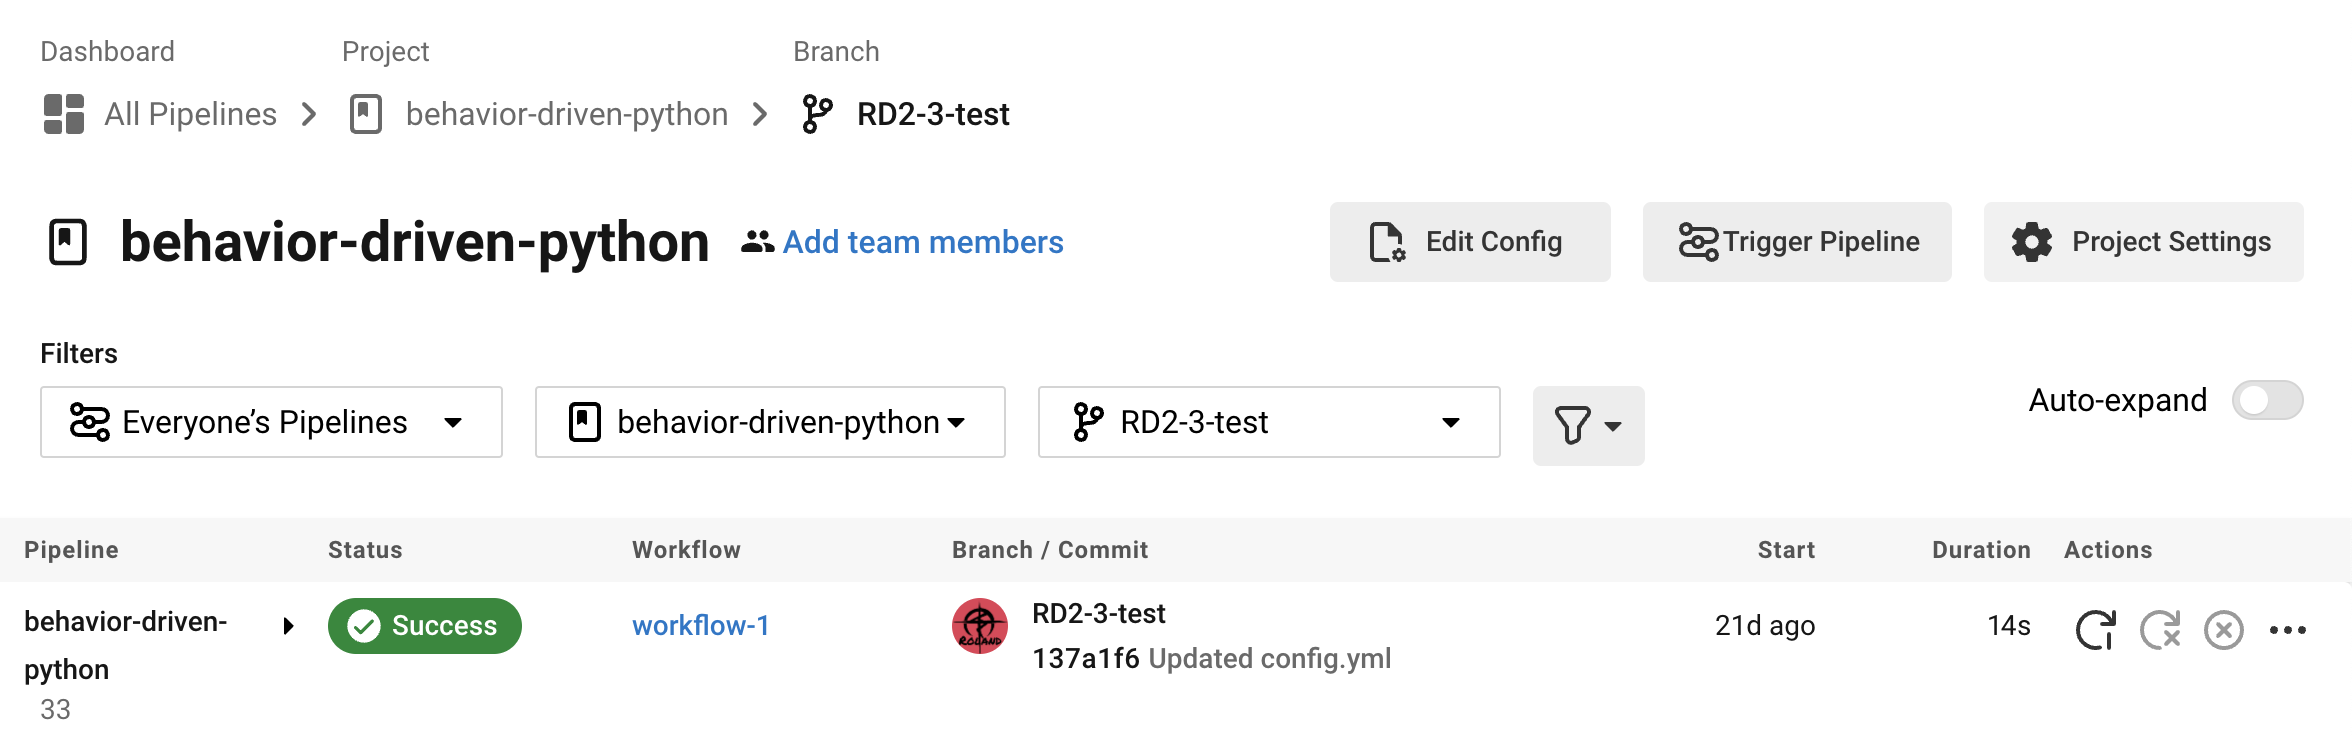 Dashboard Project Branch
All Pipelines behavior-driven-python RD2-3-test
behavior-driven-python Add team members Edit Config Trigger Pipeline Project Settings
Filters
Everyone’s Pipelines behavior-driven-python RD2-3-test Auto-expand
Pipeline Status Workflow Branch / Commit Start Duration Actions
behavior-driven-python Success workflow-1 ROLAND RD2-3-test 21d ago 14s
137a1f6 Updated config.yml
33